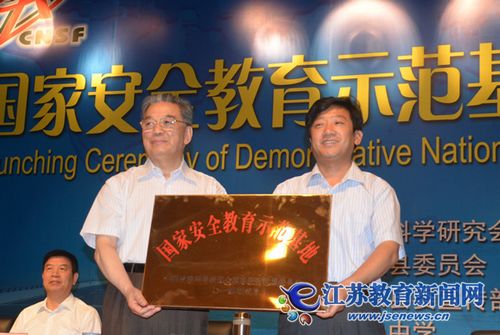 CNSF
国家安全教育示范基
unching Ceremony of Demonstrative Nation
科学研究会
县委员会
国家安全教育示范基地
江苏教育新闻网
www.jsenews.cn